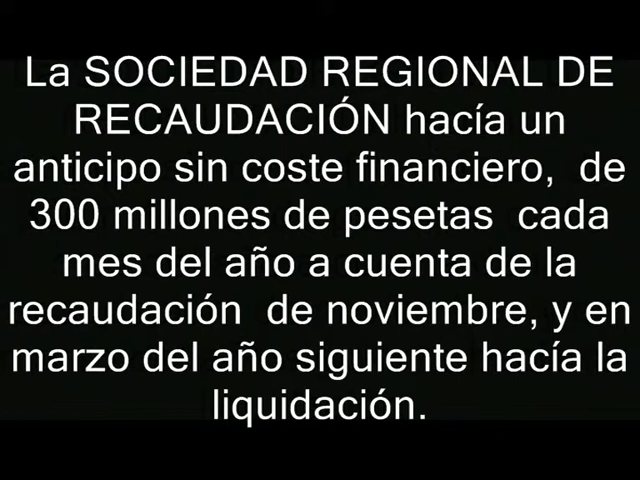 La SOCIEDAD REGIONAL DE
RECAUDACIÓN hacía un
anticipo sin coste financiero,  de
300 millones de pesetas  cada
mes del año a cuenta de la
recaudación  de noviembre, y en
marzo del año siguiente hacía la
liquidación.